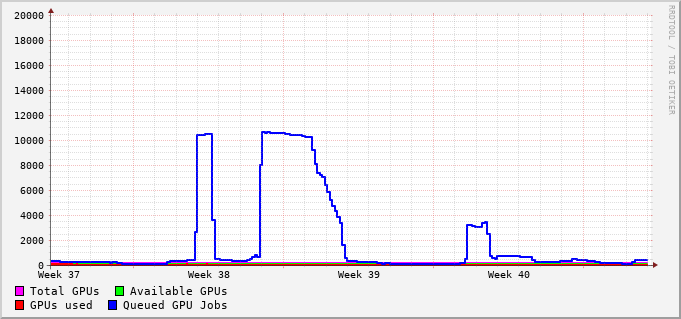 20000
18000
16000
14000
12000
10000
8000
6000
4000
2000
0
Week 37 Week 38 Week 39 Week 40
Total GPUs Available GPUs
GPUs used Queued GPU Jobs
RRDTOOL / TOBI OETIKER